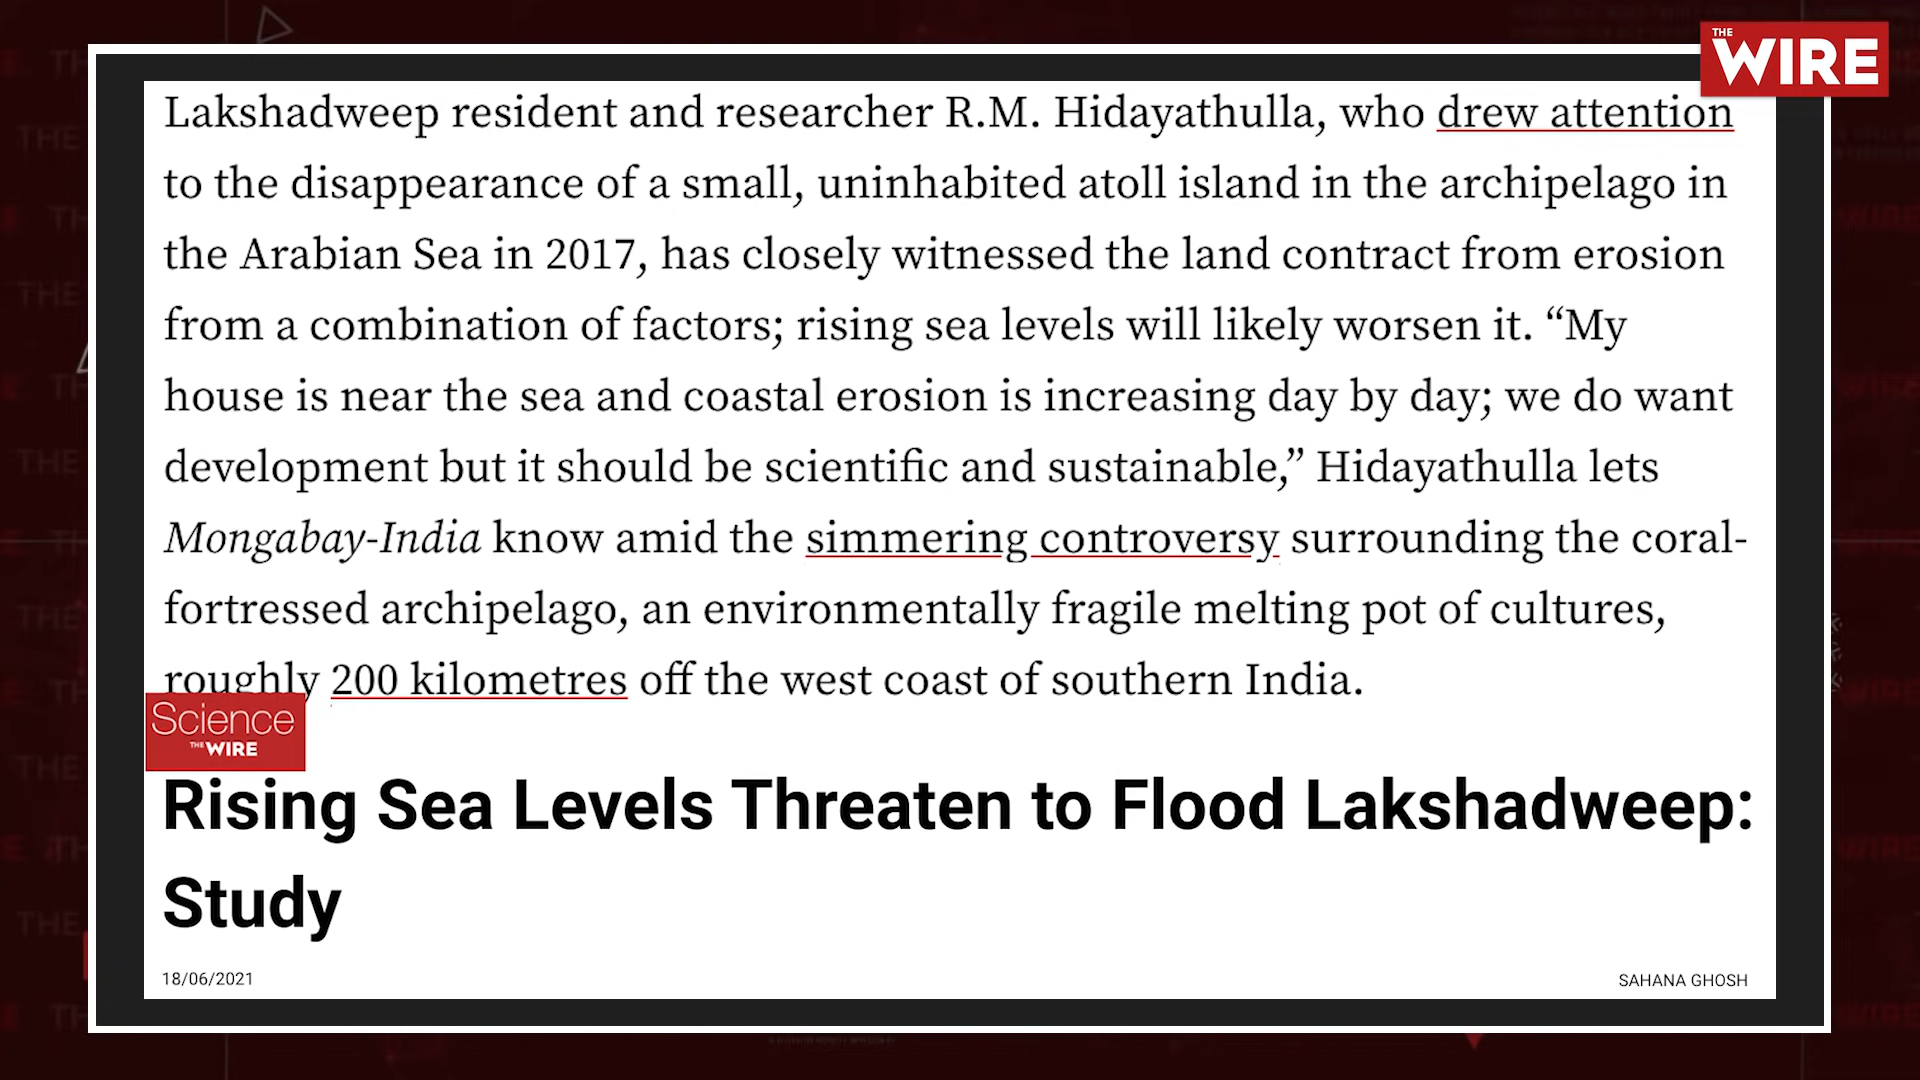 THE WIRE
Lakshadweep resident and researcher R.M. Hidayathulla, who drew attention
to the disappearance of a small, uninhabited atoll island in the archipelago in
the Arabian Sea in 2017, has closely witnessed the land contract from erosion
from a combination of factors; rising sea levels will likely worsen it. “My
house is near the sea and coastal erosion is increasing day by day; we do want
development but it should be scientific and sustainable,” Hidayathulla lets
Mongabay-India know amid the simmering controversy surrounding the coral-
fortressed archipelago, an environmentally fragile melting pot of cultures,
roughly 200 kilometres off the west coast of southern India.
Science
THE WIRE
Rising Sea Levels Threaten to Flood Lakshadweep:
Study
18/06/2021
SAHANA GHOSH